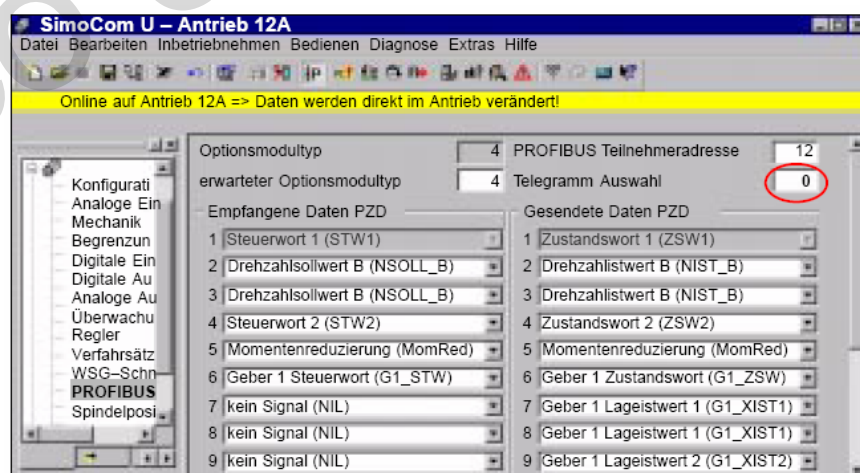 SimoCom U – Antrieb 12A
Datei Bearbeiten Inbetriebnehmen Bedienen Diagnose Extras Hilfe
Online auf Antrieb 12A => Daten werden direkt im Antrieb verändert!
Konfigurati
Analoge Ein
Mechanik
Begrenzun
Digitale Ein
Digitale Au
Analoge Au
Überwachu
Regler
Verfahrsätz
WSG–Schn
PROFIBUS
Spindelposi
Optionsmodultyp 4 PROFIBUS Teilnehmeradresse 12
erwarteter Optionsmodultyp 4 Telegramm Auswahl 0
Empfangene Daten PZD
1 Steuerwort 1 (STW1)
2 Drehzahlsollwert B (NSOLL_B)
3 Drehzahlsollwert B (NSOLL_B)
4 Steuerwort 2 (STW2)
5 Momentenreduzierung (MomRed)
6 Geber 1 Steuerwort (G1_STW)
7 kein Signal (NIL)
8 kein Signal (NIL)
9 kein Signal (NIL)
Gesendete Daten PZD
1 Zustandswort 1 (ZSW1)
2 Drehzahlistwert B (NIST_B)
3 Drehzahlistwert B (NIST_B)
4 Zustandswort 2 (ZSW2)
5 Momentenreduzierung (MomRed)
6 Geber 1 Zustandswort (G1_ZSW)
7 Geber 1 Lageistwert 1 (G1_XIST1)
8 Geber 1 Lageistwert 1 (G1_XIST1)
9 Geber 1 Lageistwert 2 (G1_XIST2)